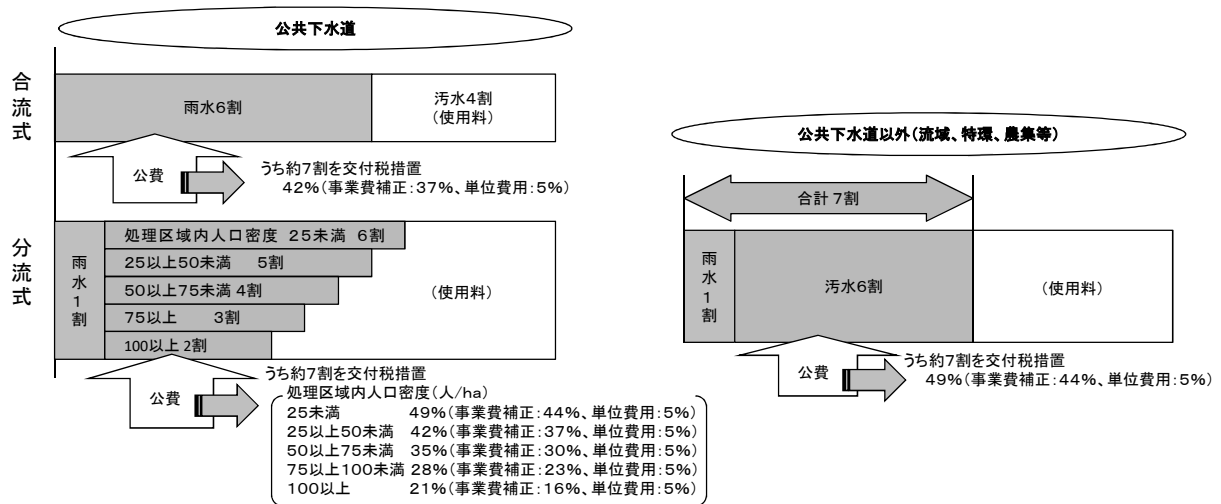 公共下水道
合流式
雨水6割
汚水4割
(使用料)
公費
うち約7割を交付税措置
42%(事業費補正:37%、単位費用:5%)
分流式
雨水1割
処理区域内人口密度 25未満 6割
25以上50未満 5割
50以上75未満 4割
75以上 3割
100以上 2割
(使用料)
公費
うち約7割を交付税措置
処理区域内人口密度(人/ha)
25未満 49%(事業費補正:44%、単位費用:5%)
25以上50未満 42%(事業費補正:37%、単位費用:5%)
50以上75未満 35%(事業費補正:30%、単位費用:5%)
75以上100未満 28%(事業費補正:23%、単位費用:5%)
100以上 21%(事業費補正:16%、単位費用:5%)
公共下水道以外(流域、特環、農集等)
合計 7割
雨水1割
汚水6割
(使用料)
公費
うち約7割を交付税措置
49%(事業費補正:44%、単位費用:5%)